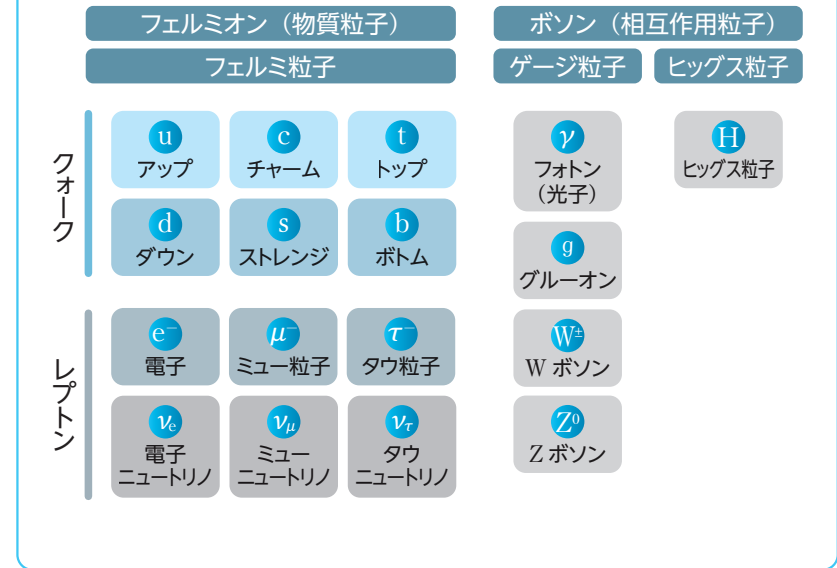 フェルミオン（物質粒子）
ボソン（相互作用粒子）
フェルミ粒子
ゲージ粒子
ヒッグス粒子
クォーク
u
アップ
c
チャーム
t
トップ
d
ダウン
s
ストレンジ
b
ボトム
レプトン
e⁻
電子
μ⁻
ミュー粒子
τ⁻
タウ粒子
νe
電子
ニュートリノ
νμ
ミュー
ニュートリノ
ντ
タウ
ニュートリノ
γ
フォトン
（光子）
g
グルーオン
W±
W ボソン
Z⁰
Z ボソン
H
ヒッグス粒子